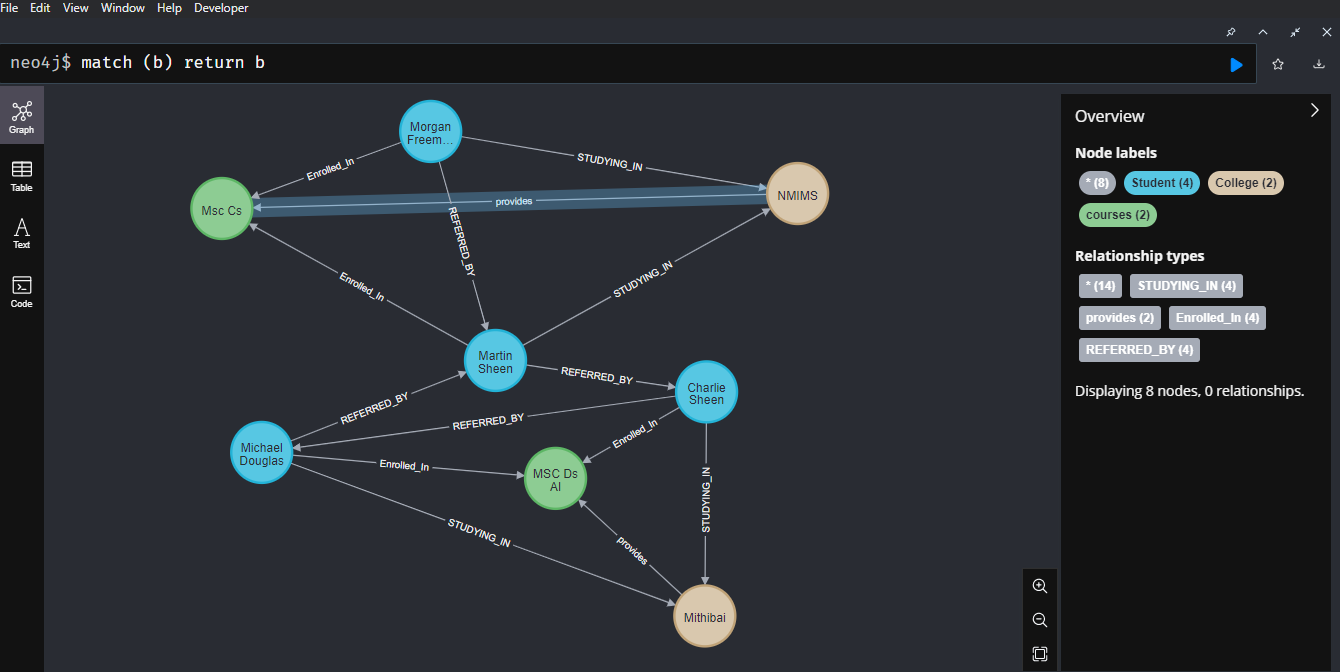 File Edit View Window Help Developer
neo4j$ match (b) return b
Graph
Table
Text
Code
Morgan
Freem...
Enrolled_In
STUDYING_IN
Msc Cs
provides
NMIMS
REFERRED_BY
Enrolled_In
STUDYING_IN
Martin
Sheen
REFERRED_BY
Charlie
Sheen
REFERRED_BY
REFERRED_BY
Enrolled_In
Michael
Douglas
Enrolled_In
MSC Ds
AI
STUDYING_IN
STUDYING_IN
provides
Mithibai
Overview
Node labels
* (8) Student (4) College (2)
courses (2)
Relationship types
* (14) STUDYING_IN (4)
provides (2) Enrolled_In (4)
REFERRED_BY (4)
Displaying 8 nodes, 0 relationships.